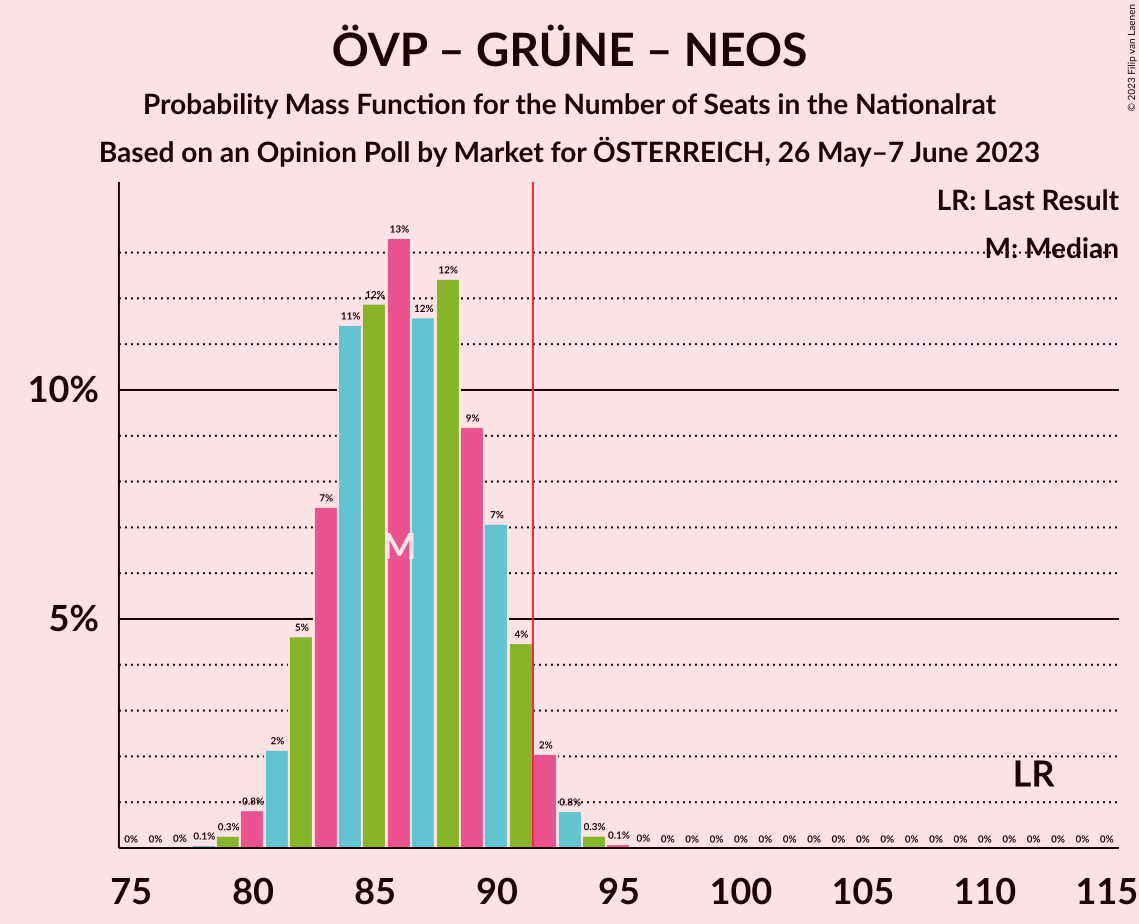 ÖVP – GRÜNE – NEOS
Probability Mass Function for the Number of Seats in the Nationalrat
Based on an Opinion Poll by Market for ÖSTERREICH, 26 May–7 June 2023
© 2023 Filip van Laenen
LR: Last Result
M: Median
10%
5%
0% 0% 0% 0.1% 0.3% 0.8% 2% 5% 7% 11% 12% 13% 12% 12% 9% 7% 4% 2% 0.8% 0.3% 0.1% 0% 0% 0% 0% 0% 0% 0% 0% 0% 0% 0% 0% 0% 0% 0% 0% 0% 0% 0% 0%
M
LR
75 80 85 90 95 100 105 110 115